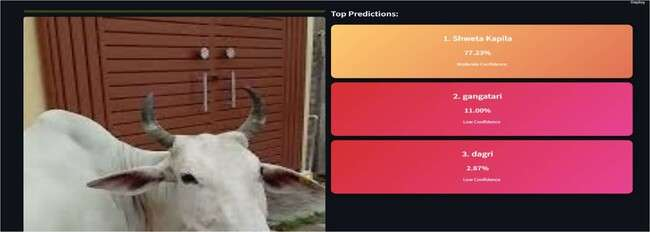 Deploy
Top Predictions:
1. Shweta Kapila
77.23%
Moderate Confidence
2. gangatari
11.00%
Low Confidence
3. dagri
2.87%
Low Confidence